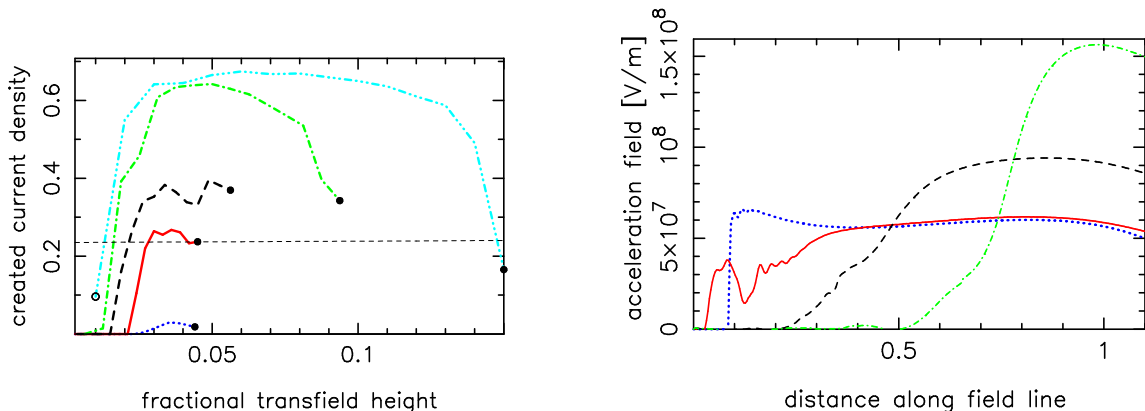 created current density
0.2
0.4
0.6
0.05
0.1
fractional transfield height
acceleration field [V/m]
0
5×10⁷
10⁸
1.5×10⁸
0.5
1
distance along field line